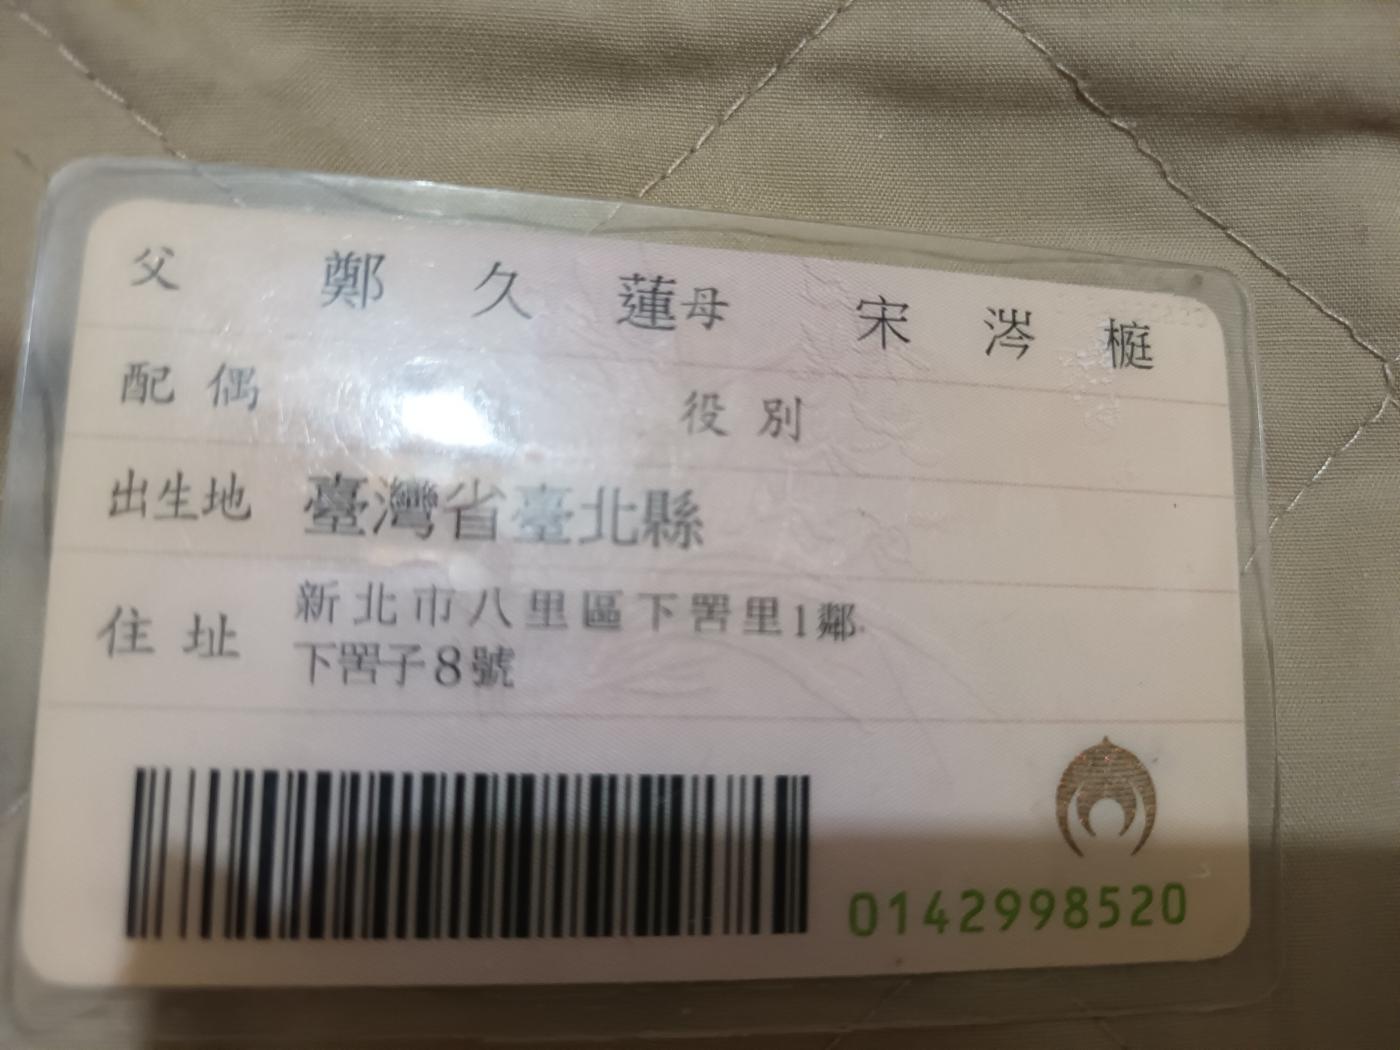 父 鄭久蓮 母 宋涔榳
配偶 役別
出生地 臺灣省臺北縣
住址 新北市八里區下罟里1鄰
下罟子8號
0142998520